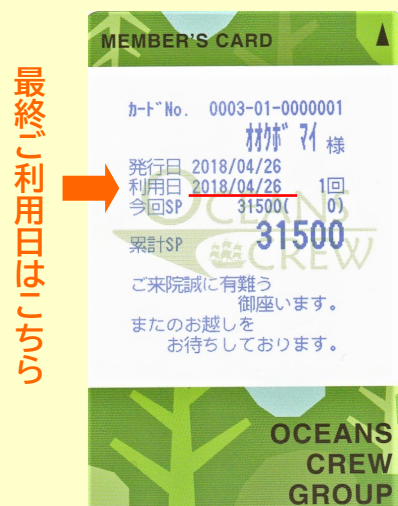 最終ご利用日はこちら
MEMBER'S CARD
ｶｰﾄﾞNo. 0003-01-0000001
ｵｵｸﾎﾞ ﾏｲ 様
発行日 2018/04/26
利用日 2018/04/26 1回
今回SP 31500( 0)
累計SP 31500
OCEANS
CREW
ご来院誠に有難う
御座います。
またのお越しを
お待ちしております。
OCEANS
CREW
GROUP